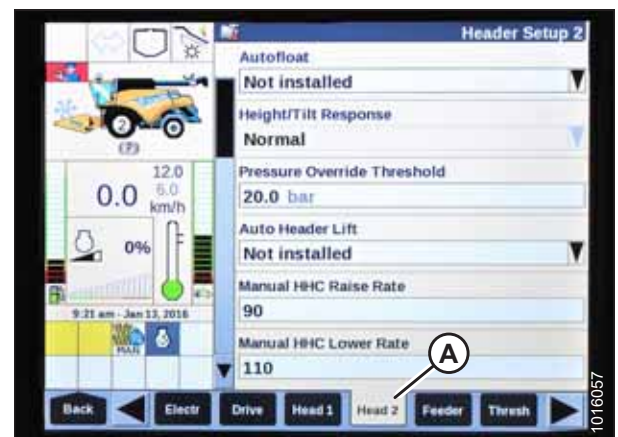 Header Setup 2
Autofloat
Not installed
Height/Tilt Response
Normal
Pressure Override Threshold
20.0 bar
Auto Header Lift
Not installed
Manual HHC Raise Rate
90
Manual HHC Lower Rate
110
2
(P)
12.0
0.0 6.0
km/h
0%
9:21 am - Jan 13, 2016
MAX
A
Back Electr Drive Head 1 Head 2 Feeder Thresh
1016057